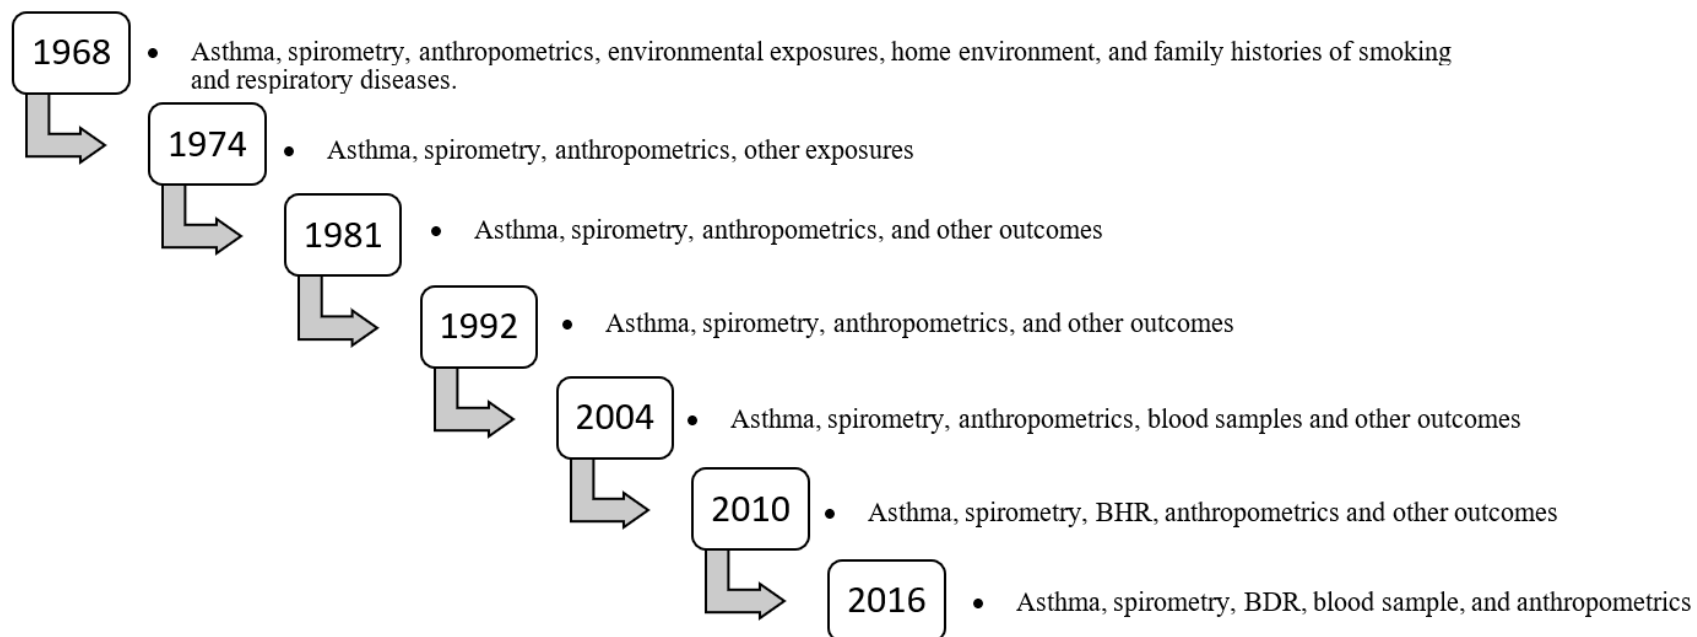 1968
• Asthma, spirometry, anthropometrics, environmental exposures, home environment, and family histories of smoking
and respiratory diseases.
1974
• Asthma, spirometry, anthropometrics, other exposures
1981
• Asthma, spirometry, anthropometrics, and other outcomes
1992
• Asthma, spirometry, anthropometrics, and other outcomes
2004
• Asthma, spirometry, anthropometrics, blood samples and other outcomes
2010
• Asthma, spirometry, BHR, anthropometrics and other outcomes
2016
• Asthma, spirometry, BDR, blood sample, and anthropometrics